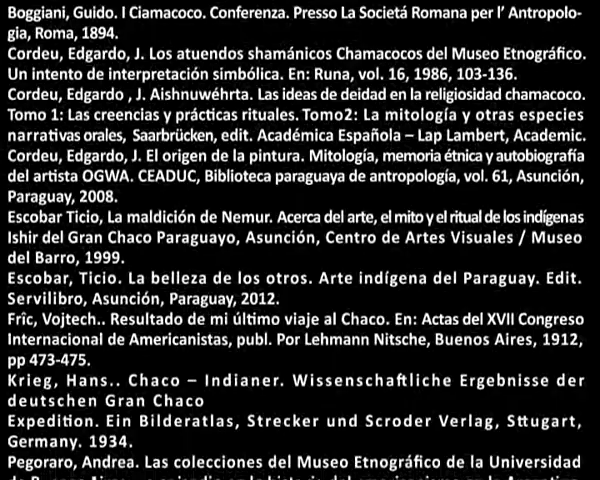 Boggiani, Guido. I Ciamacoco. Conferenza. Presso La Societá Romana per l’ Antropolo-
gia, Roma, 1894.
Cordeu, Edgardo, J. Los atuendos shamánicos Chamacocos del Museo Etnográfico.
Un intento de interpretación simbólica. En: Runa, vol. 16, 1986, 103-136.
Cordeu, Edgardo , J. Aishnuwéhrta. Las ideas de deidad en la religiosidad chamacoco.
Tomo 1: Las creencias y prácticas rituales. Tomo2: La mitología y otras especies
narrativas orales, Saarbrücken, edit. Académica Española – Lap Lambert, Academic.
Cordeu, Edgardo, J. El origen de la pintura. Mitología, memoria étnica y autobiografía
del artista OGWA. CEADUC, Biblioteca paraguaya de antropología, vol. 61, Asunción,
Paraguay, 2008.
Escobar Ticio, La maldición de Nemur. Acerca del arte, el mito y el ritual de los indígenas
Ishir del Gran Chaco Paraguayo, Asunción, Centro de Artes Visuales / Museo
del Barro, 1999.
Escobar, Ticio. La belleza de los otros. Arte indígena del Paraguay. Edit.
Servilibro, Asunción, Paraguay, 2012.
Frîc, Vojtech.. Resultado de mi último viaje al Chaco. En: Actas del XVII Congreso
Internacional de Americanistas, publ. Por Lehmann Nitsche, Buenos Aires, 1912,
pp 473-475.
Krieg, Hans.. Chaco – Indianer. Wissenschaftliche Ergebnisse der
deutschen Gran Chaco
Expedition. Ein Bilderatlas, Strecker und Scroder Verlag, Sttugart,
Germany. 1934.
Pegoraro, Andrea. Las colecciones del Museo Etnográfico de la Universidad